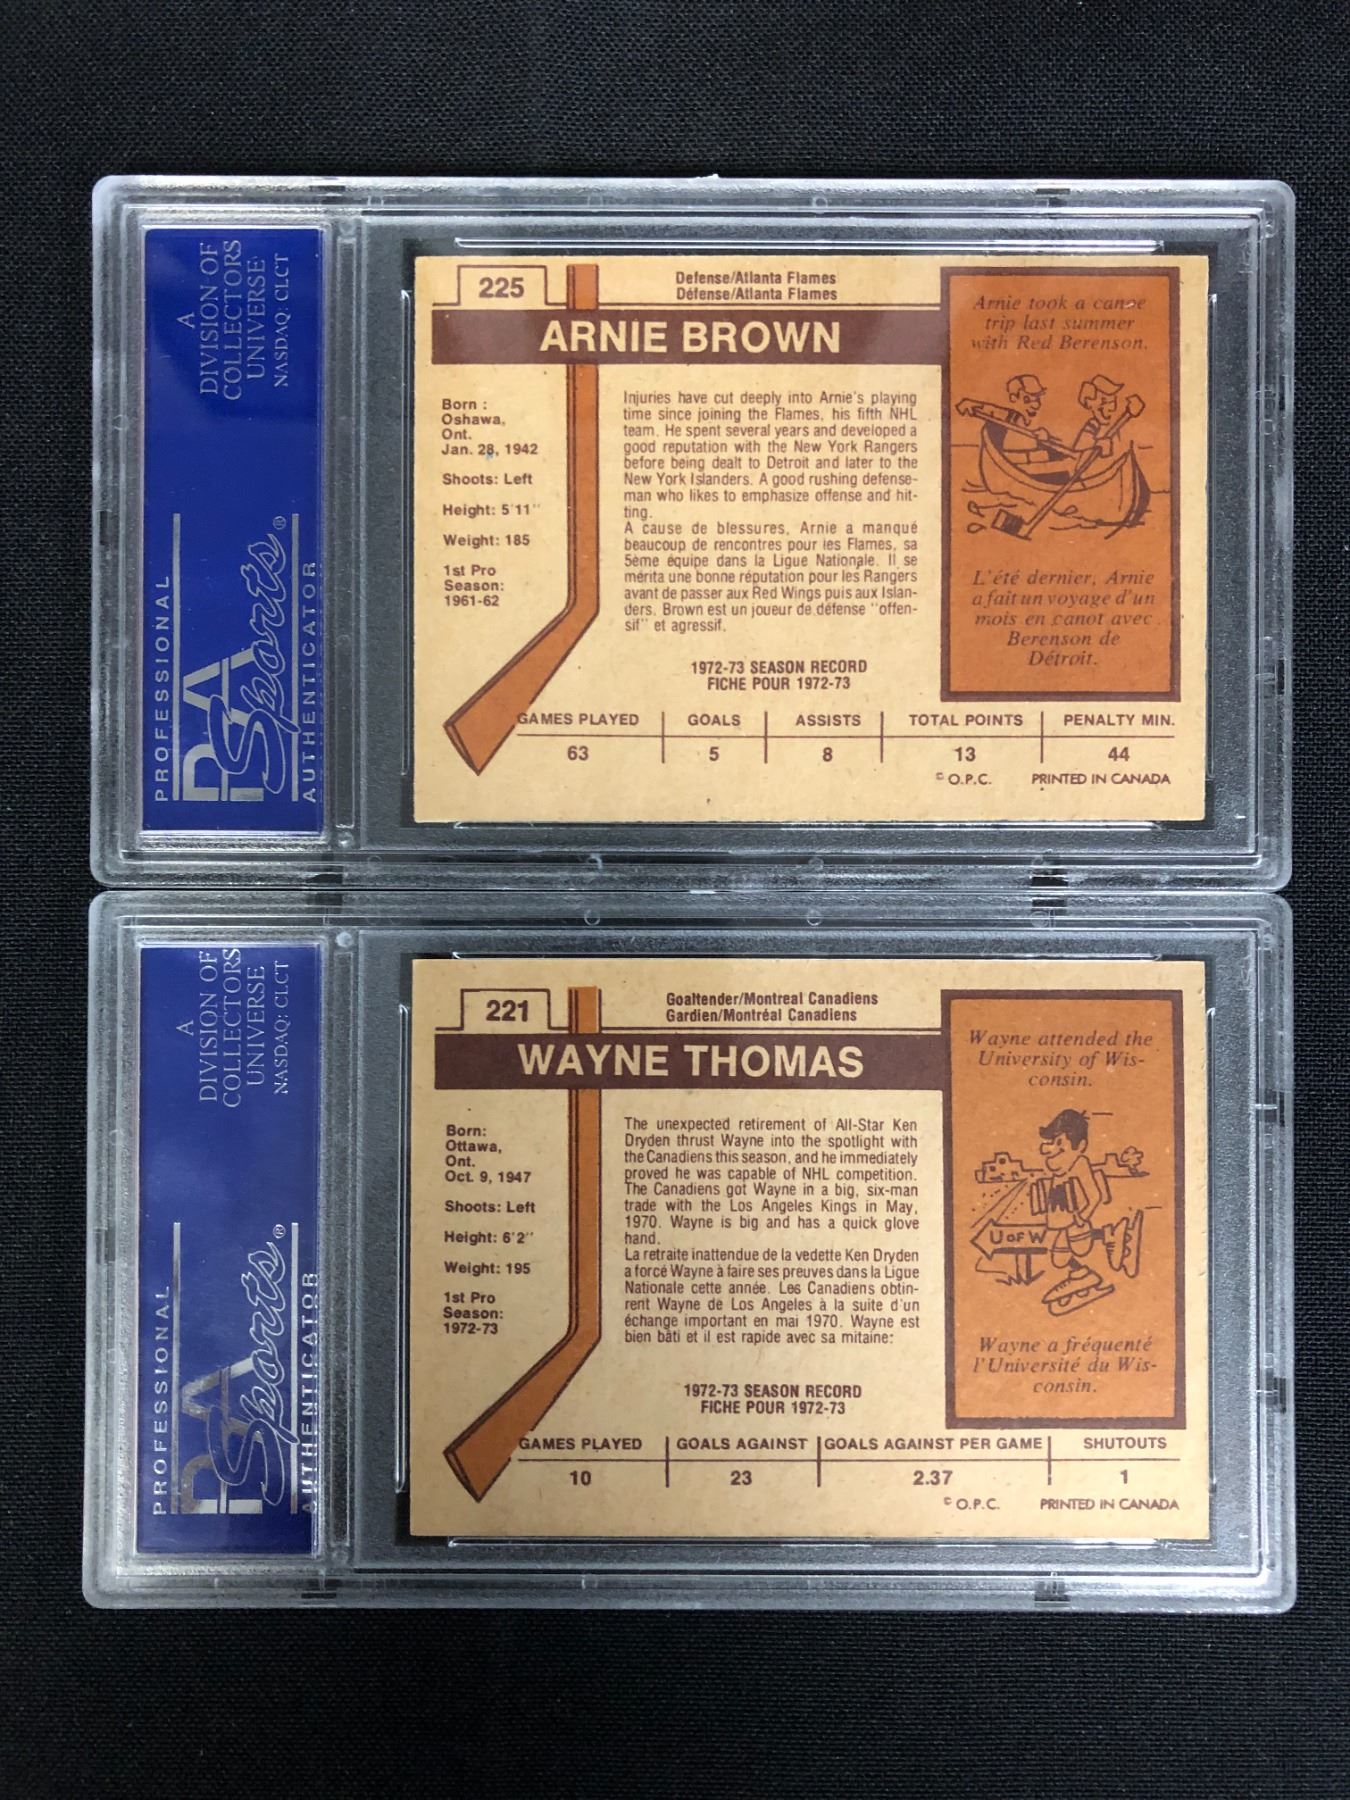 A
DIVISION OF
COLLECTORS
UNIVERSE
NASDAQ: CLCT
PROFESSIONAL
PSA
Sports®
AUTHENTICATOR
225
Defense/Atlanta Flames
Défense/Atlanta Flames
ARNIE BROWN
Born :
Oshawa,
Ont.
Jan. 28, 1942
Shoots: Left
Height: 5'11"
Weight: 185
1st Pro
Season:
1961-62
Injuries have cut deeply into Arnie's playing
time since joining the Flames, his fifth NHL
team. He spent several years and developed a
good reputation with the New York Rangers
before being dealt to Detroit and later to the
New York Islanders. A good rushing defense-
man who likes to emphasize offense and hit-
ting.
A cause de blessures, Arnie a manqué
beaucoup de rencontres pour les Flames, sa
5ème équipe dans la Ligue Nationale. Il se
mérita une bonne réputation pour les Rangers
avant de passer aux Red Wings puis aux Islan-
ders. Brown est un joueur de défense "offen-
sif" et agressif.
Arnie took a canoe
trip last summer
with Red Berenson.
L'été dernier, Arnie
a fait un voyage d'un
mois en canot avec
Berenson de
Détroit.
1972-73 SEASON RECORD
FICHE POUR 1972-73
GAMES PLAYED GOALS ASSISTS TOTAL POINTS PENALTY MIN.
63 5 8 13 44
© O.P.C. PRINTED IN CANADA
A
DIVISION OF
COLLECTORS
UNIVERSE
NASDAQ: CLCT
PROFESSIONAL
PSA
Sports®
AUTHENTICATOR
221
Goaltender/Montreal Canadiens
Gardien/Montréal Canadiens
WAYNE THOMAS
Born:
Ottawa,
Ont.
Oct. 9, 1947
Shoots: Left
Height: 6'2"
Weight: 195
1st Pro
Season:
1972-73
The unexpected retirement of All-Star Ken
Dryden thrust Wayne into the spotlight with
the Canadiens this season, and he immediately
proved he was capable of NHL competition.
The Canadiens got Wayne in a big, six-man
trade with the Los Angeles Kings in May,
1970. Wayne is big and has a quick glove
hand.
La retraite inattendue de la vedette Ken Dryden
a forcé Wayne à faire ses preuves dans la Ligue
Nationale cette année. Les Canadiens obtin-
rent Wayne de Los Angeles à la suite d'un
échange important en mai 1970. Wayne est
bien bâti et il est rapide avec sa mitaine:
Wayne attended the
University of Wis-
consin.
W
U OF W
Wayne a fréquenté
l'Université du Wis-
consin.
1972-73 SEASON RECORD
FICHE POUR 1972-73
GAMES PLAYED GOALS AGAINST GOALS AGAINST PER GAME SHUTOUTS
10 23 2.37 1
© O.P.C. PRINTED IN CANADA